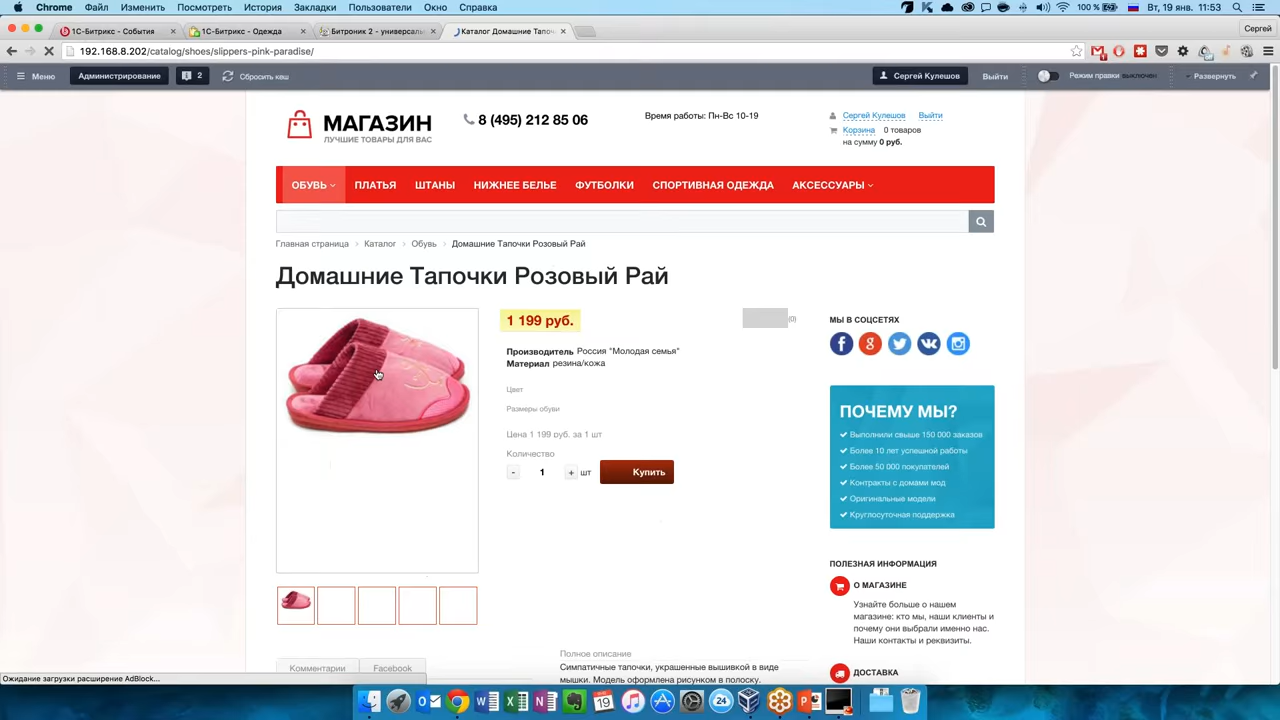 Chrome Файл Изменить Посмотреть История Закладки Пользователи Окно Справка 100 % Вт, 19 янв. 11:53
1С-Битрикс - События × 1С-Битрикс - Одежда × Битроник 2 - универсаль × Каталог Домашние Тапоч × Сергей
192.168.8.202/catalog/shoes/slippers-pink-paradise/
Меню Администрирование 2 Сбросить кеш Сергей Кулешов Выйти Режим правки выключен Развернуть
МАГАЗИН
ЛУЧШИЕ ТОВАРЫ ДЛЯ ВАС
8 (495) 212 85 06
Время работы: Пн-Вс 10-19
Сергей Кулешов Выйти
Корзина 0 товаров
на сумму 0 руб.
ОБУВЬ ПЛАТЬЯ ШТАНЫ НИЖНЕЕ БЕЛЬЕ ФУТБОЛКИ СПОРТИВНАЯ ОДЕЖДА АКСЕССУАРЫ
Главная страница > Каталог > Обувь > Домашние Тапочки Розовый Рай
Домашние Тапочки Розовый Рай
1 199 руб.
(0)
Производитель Россия "Молодая семья"
Материал резина/кожа
Цвет
Размеры обуви
Цена 1 199 руб. за 1 шт
Количество
- 1 + шт Купить
Полное описание
Симпатичные тапочки, украшенные вышивкой в виде
мышки. Модель оформлена рисунком в полоску.
Комментарии Facebook
МЫ В СОЦСЕТЯХ
ПОЧЕМУ МЫ?
Выполнили свыше 150 000 заказов
Более 10 лет успешной работы
Более 50 000 покупателей
Контракты с домами мод
Оригинальные модели
Круглосуточная поддержка
ПОЛЕЗНАЯ ИНФОРМАЦИЯ
О МАГАЗИНЕ
Узнайте больше о нашем
магазине: кто мы, наши клиенты и
почему они выбрали именно нас.
Наши контакты и реквизиты.
ДОСТАВКА
Ожидание загрузки расширение AdBlock...
19 24